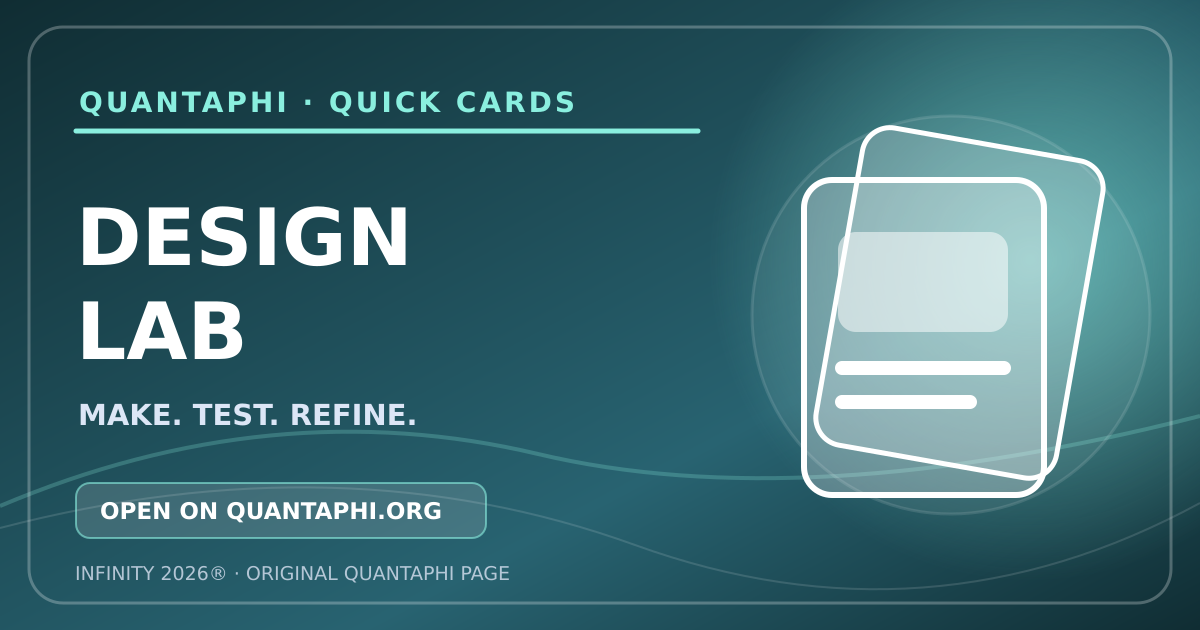 QUANTAPHI · QUICK CARDS
DESIGN
LAB
MAKE. TEST. REFINE.
OPEN ON QUANTAPHI.ORG
INFINITY 2026® · ORIGINAL QUANTAPHI PAGE